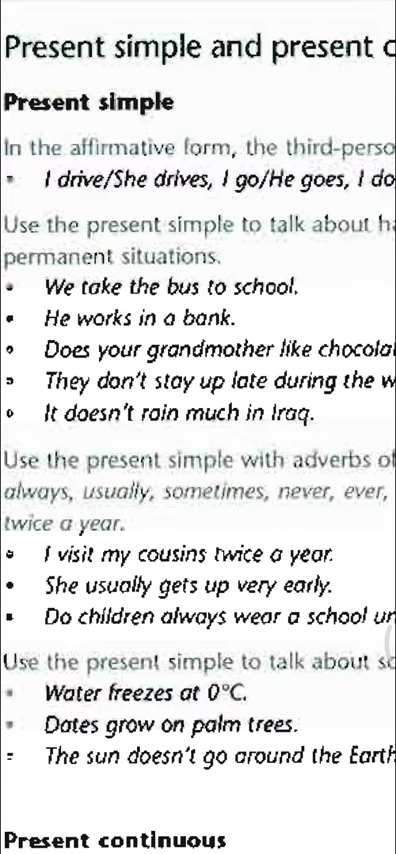 Present simple and present c
Present simple
In the affirmative form, the third-perso
I drive/She drives, I go/He goes, I do
Use the present simple to talk about ha
permanent situations.
• We take the bus to school.
• He works in a bank.
• Does your grandmother like chocolat
• They don't stay up late during the w
• It doesn't rain much in Iraq.
Use the present simple with adverbs of
always, usually, sometimes, never, ever,
twice a year.
• I visit my cousins twice a year.
• She usually gets up very early.
• Do children always wear a school un
Use the present simple to talk about sc
• Water freezes at 0°C.
• Dates grow on palm trees.
• The sun doesn't go around the Earth
Present continuous